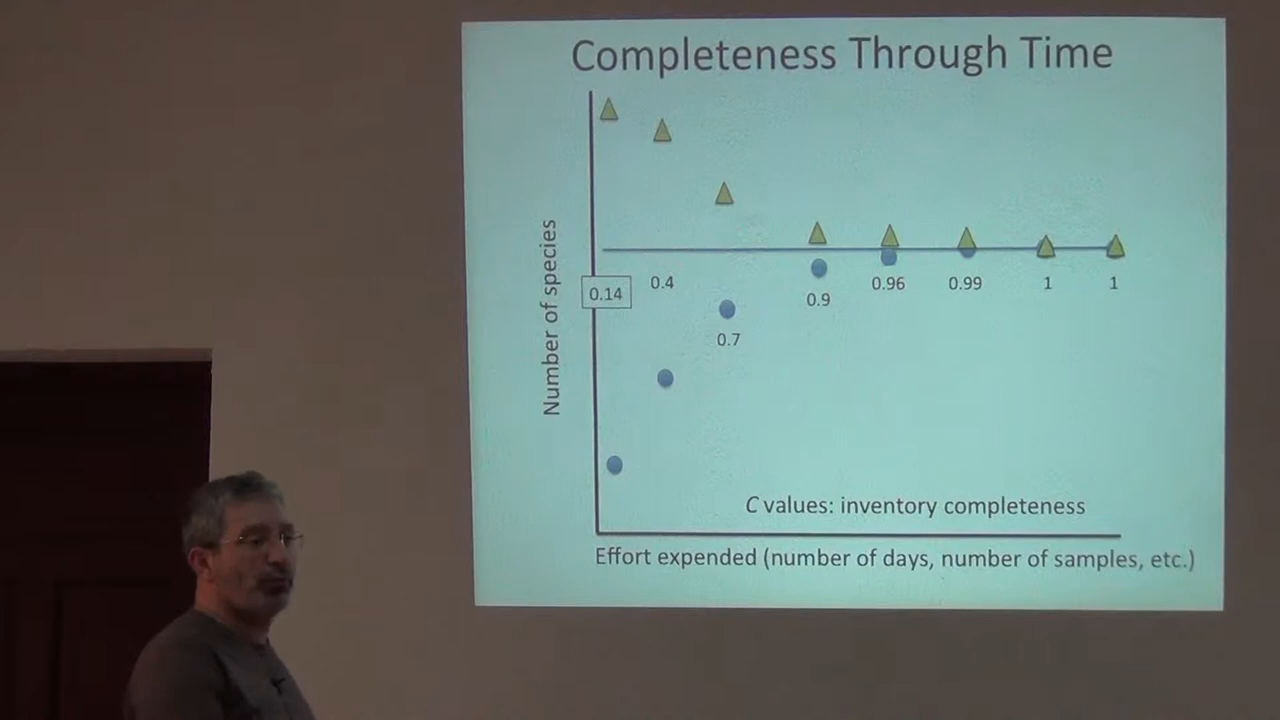 Completeness Through Time
Number of species
0.14
0.4
0.7
0.9
0.96
0.99
1
1
C values: inventory completeness
Effort expended (number of days, number of samples, etc.)